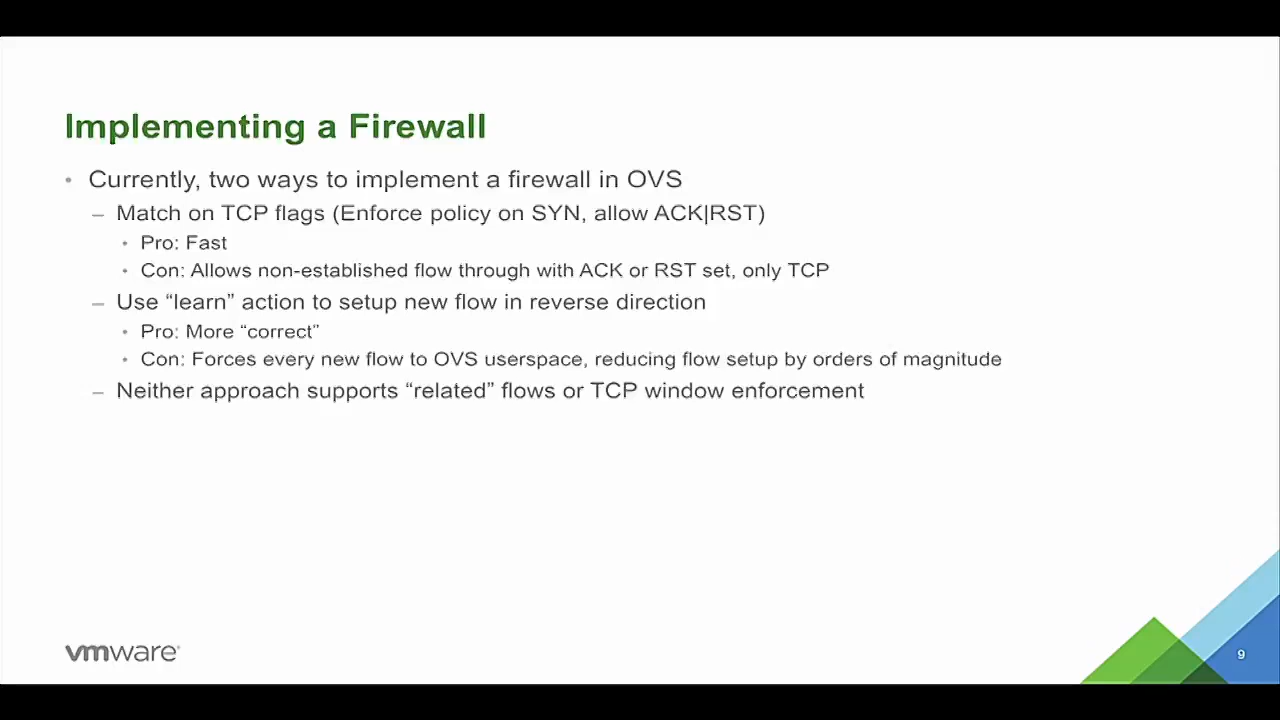 Implementing a Firewall
• Currently, two ways to implement a firewall in OVS
– Match on TCP flags (Enforce policy on SYN, allow ACK|RST)
• Pro: Fast
• Con: Allows non-established flow through with ACK or RST set, only TCP
– Use “learn” action to setup new flow in reverse direction
• Pro: More “correct”
• Con: Forces every new flow to OVS userspace, reducing flow setup by orders of magnitude
– Neither approach supports “related” flows or TCP window enforcement
vmware
9